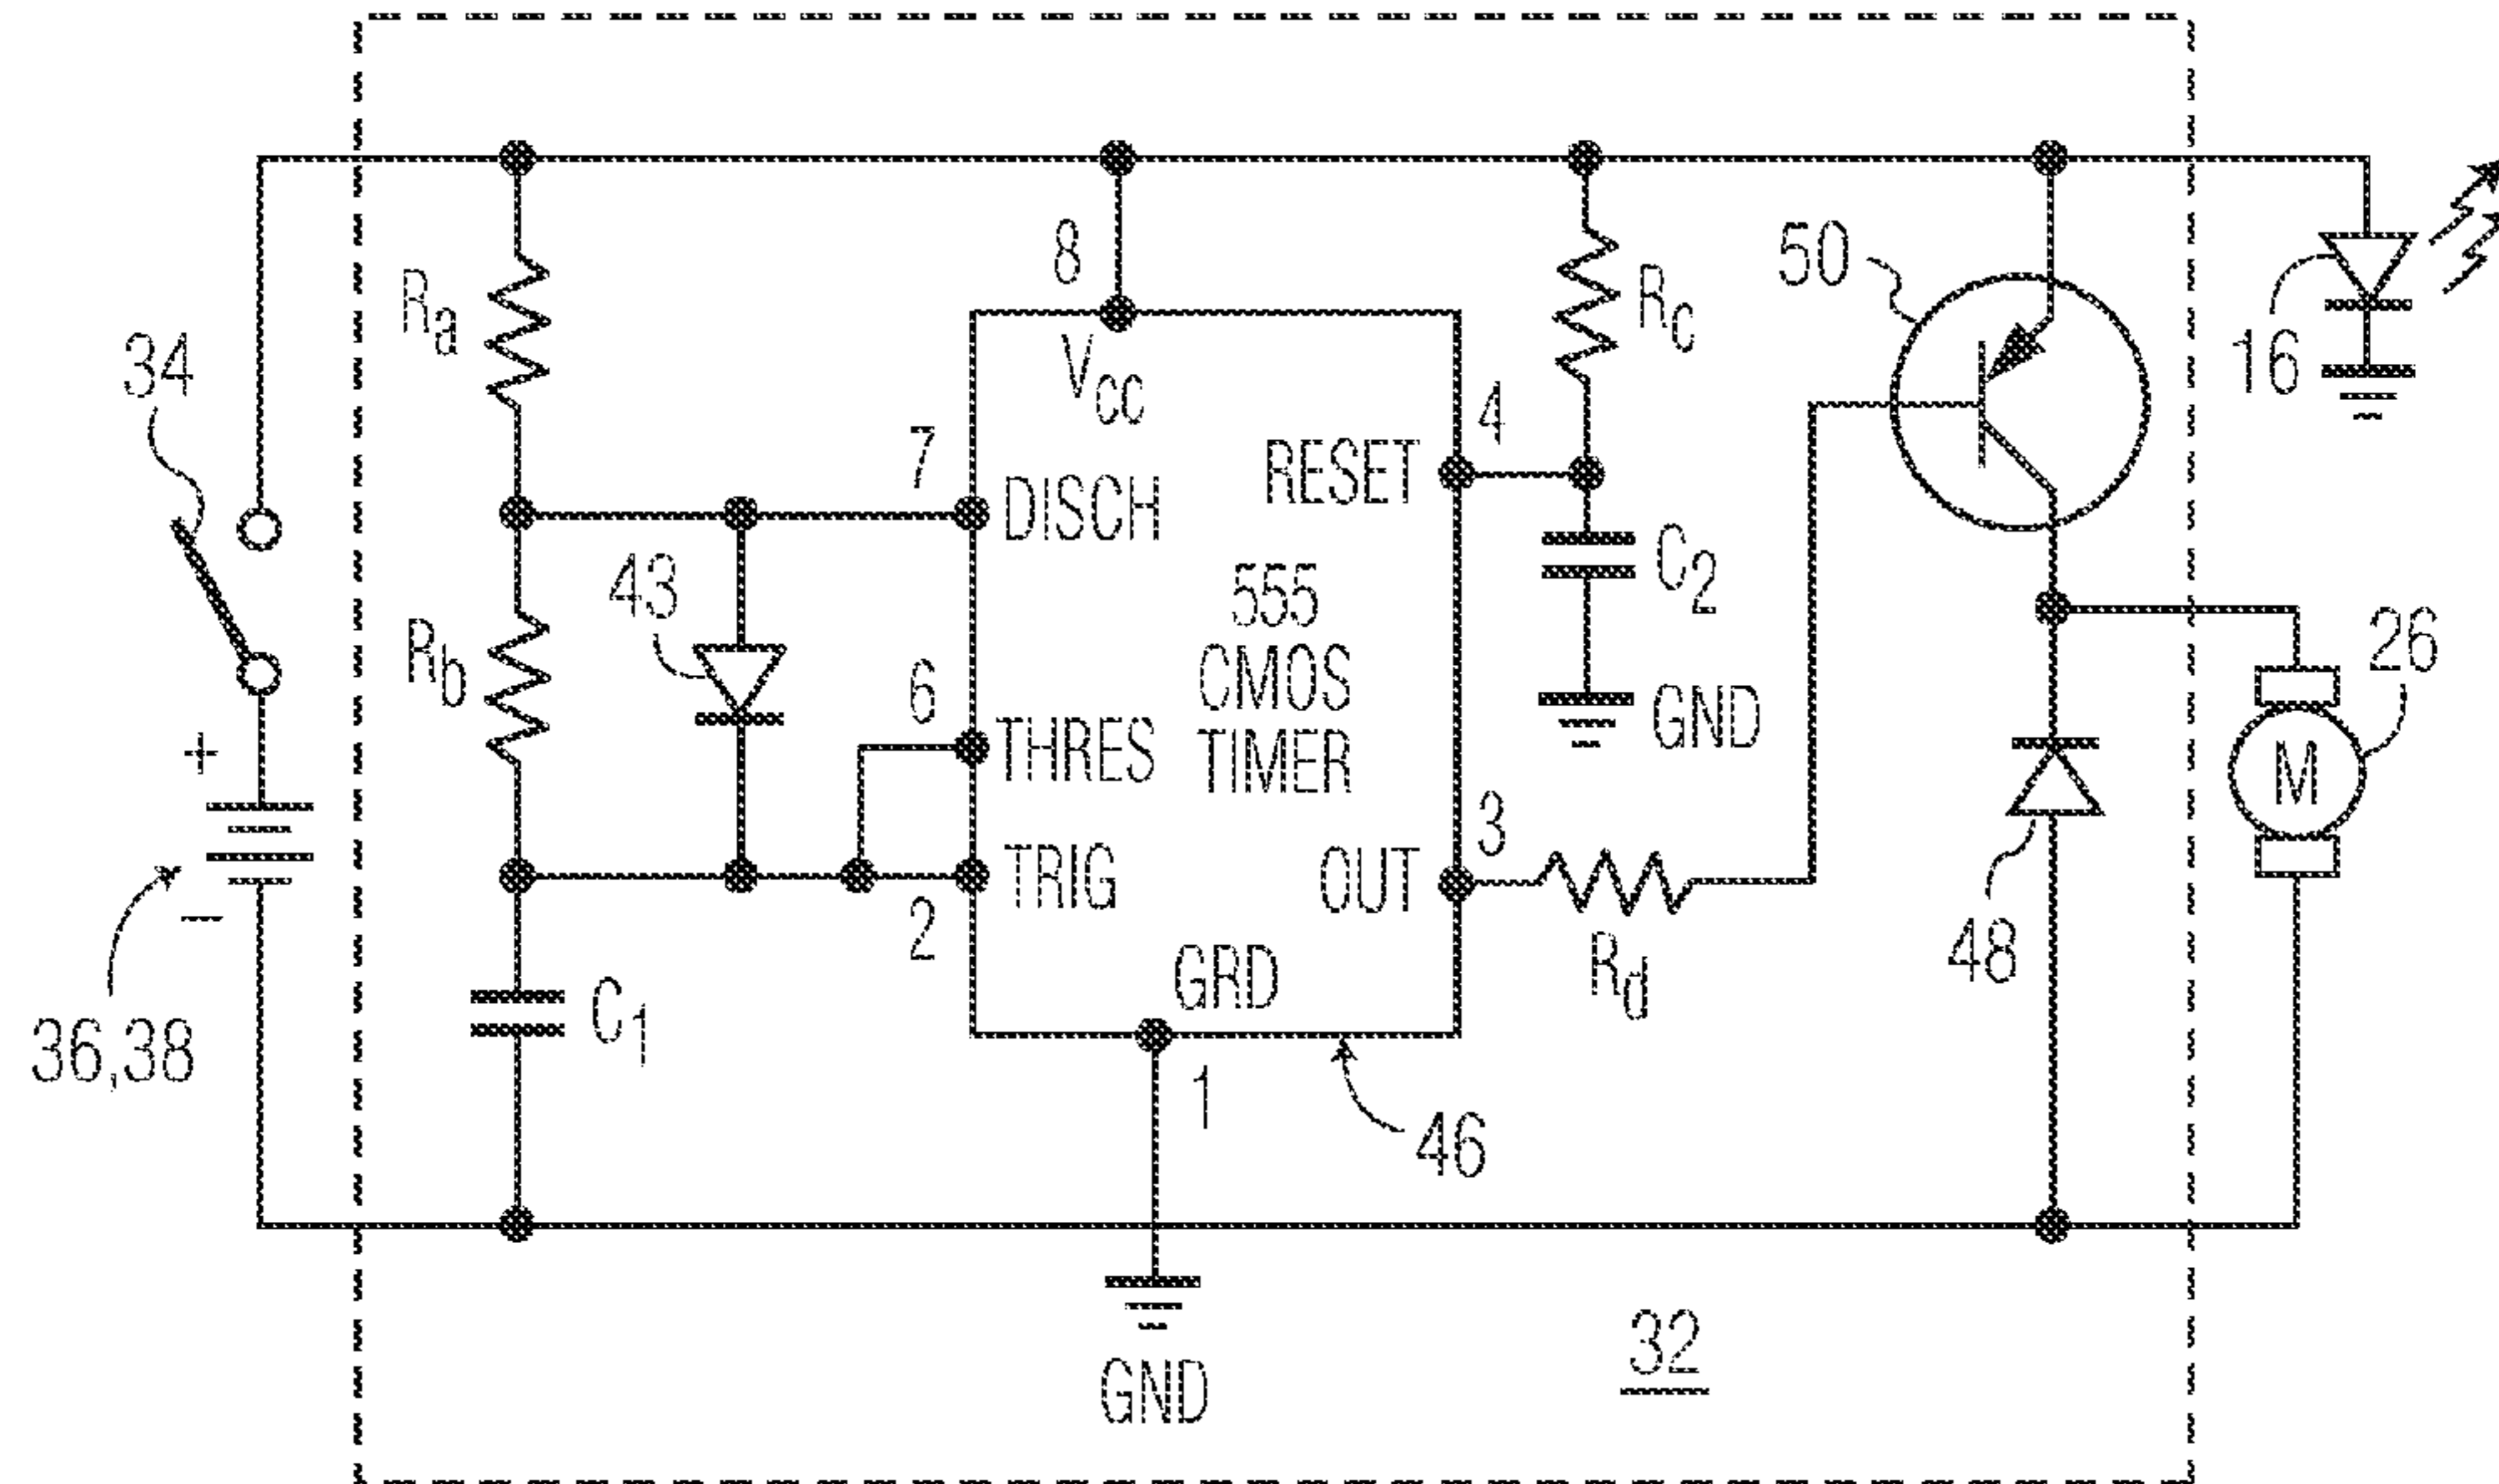 8
50
Ra
Rc
34
VCC
16
7
4
DISCH
RESET
43
555
CMOS
TIMER
C2
Rb
6
26
GND
THRES
+
M
3
TRIG
OUT
−
2
48
GRD
Rd
C1
36,38
1
46
32
GND